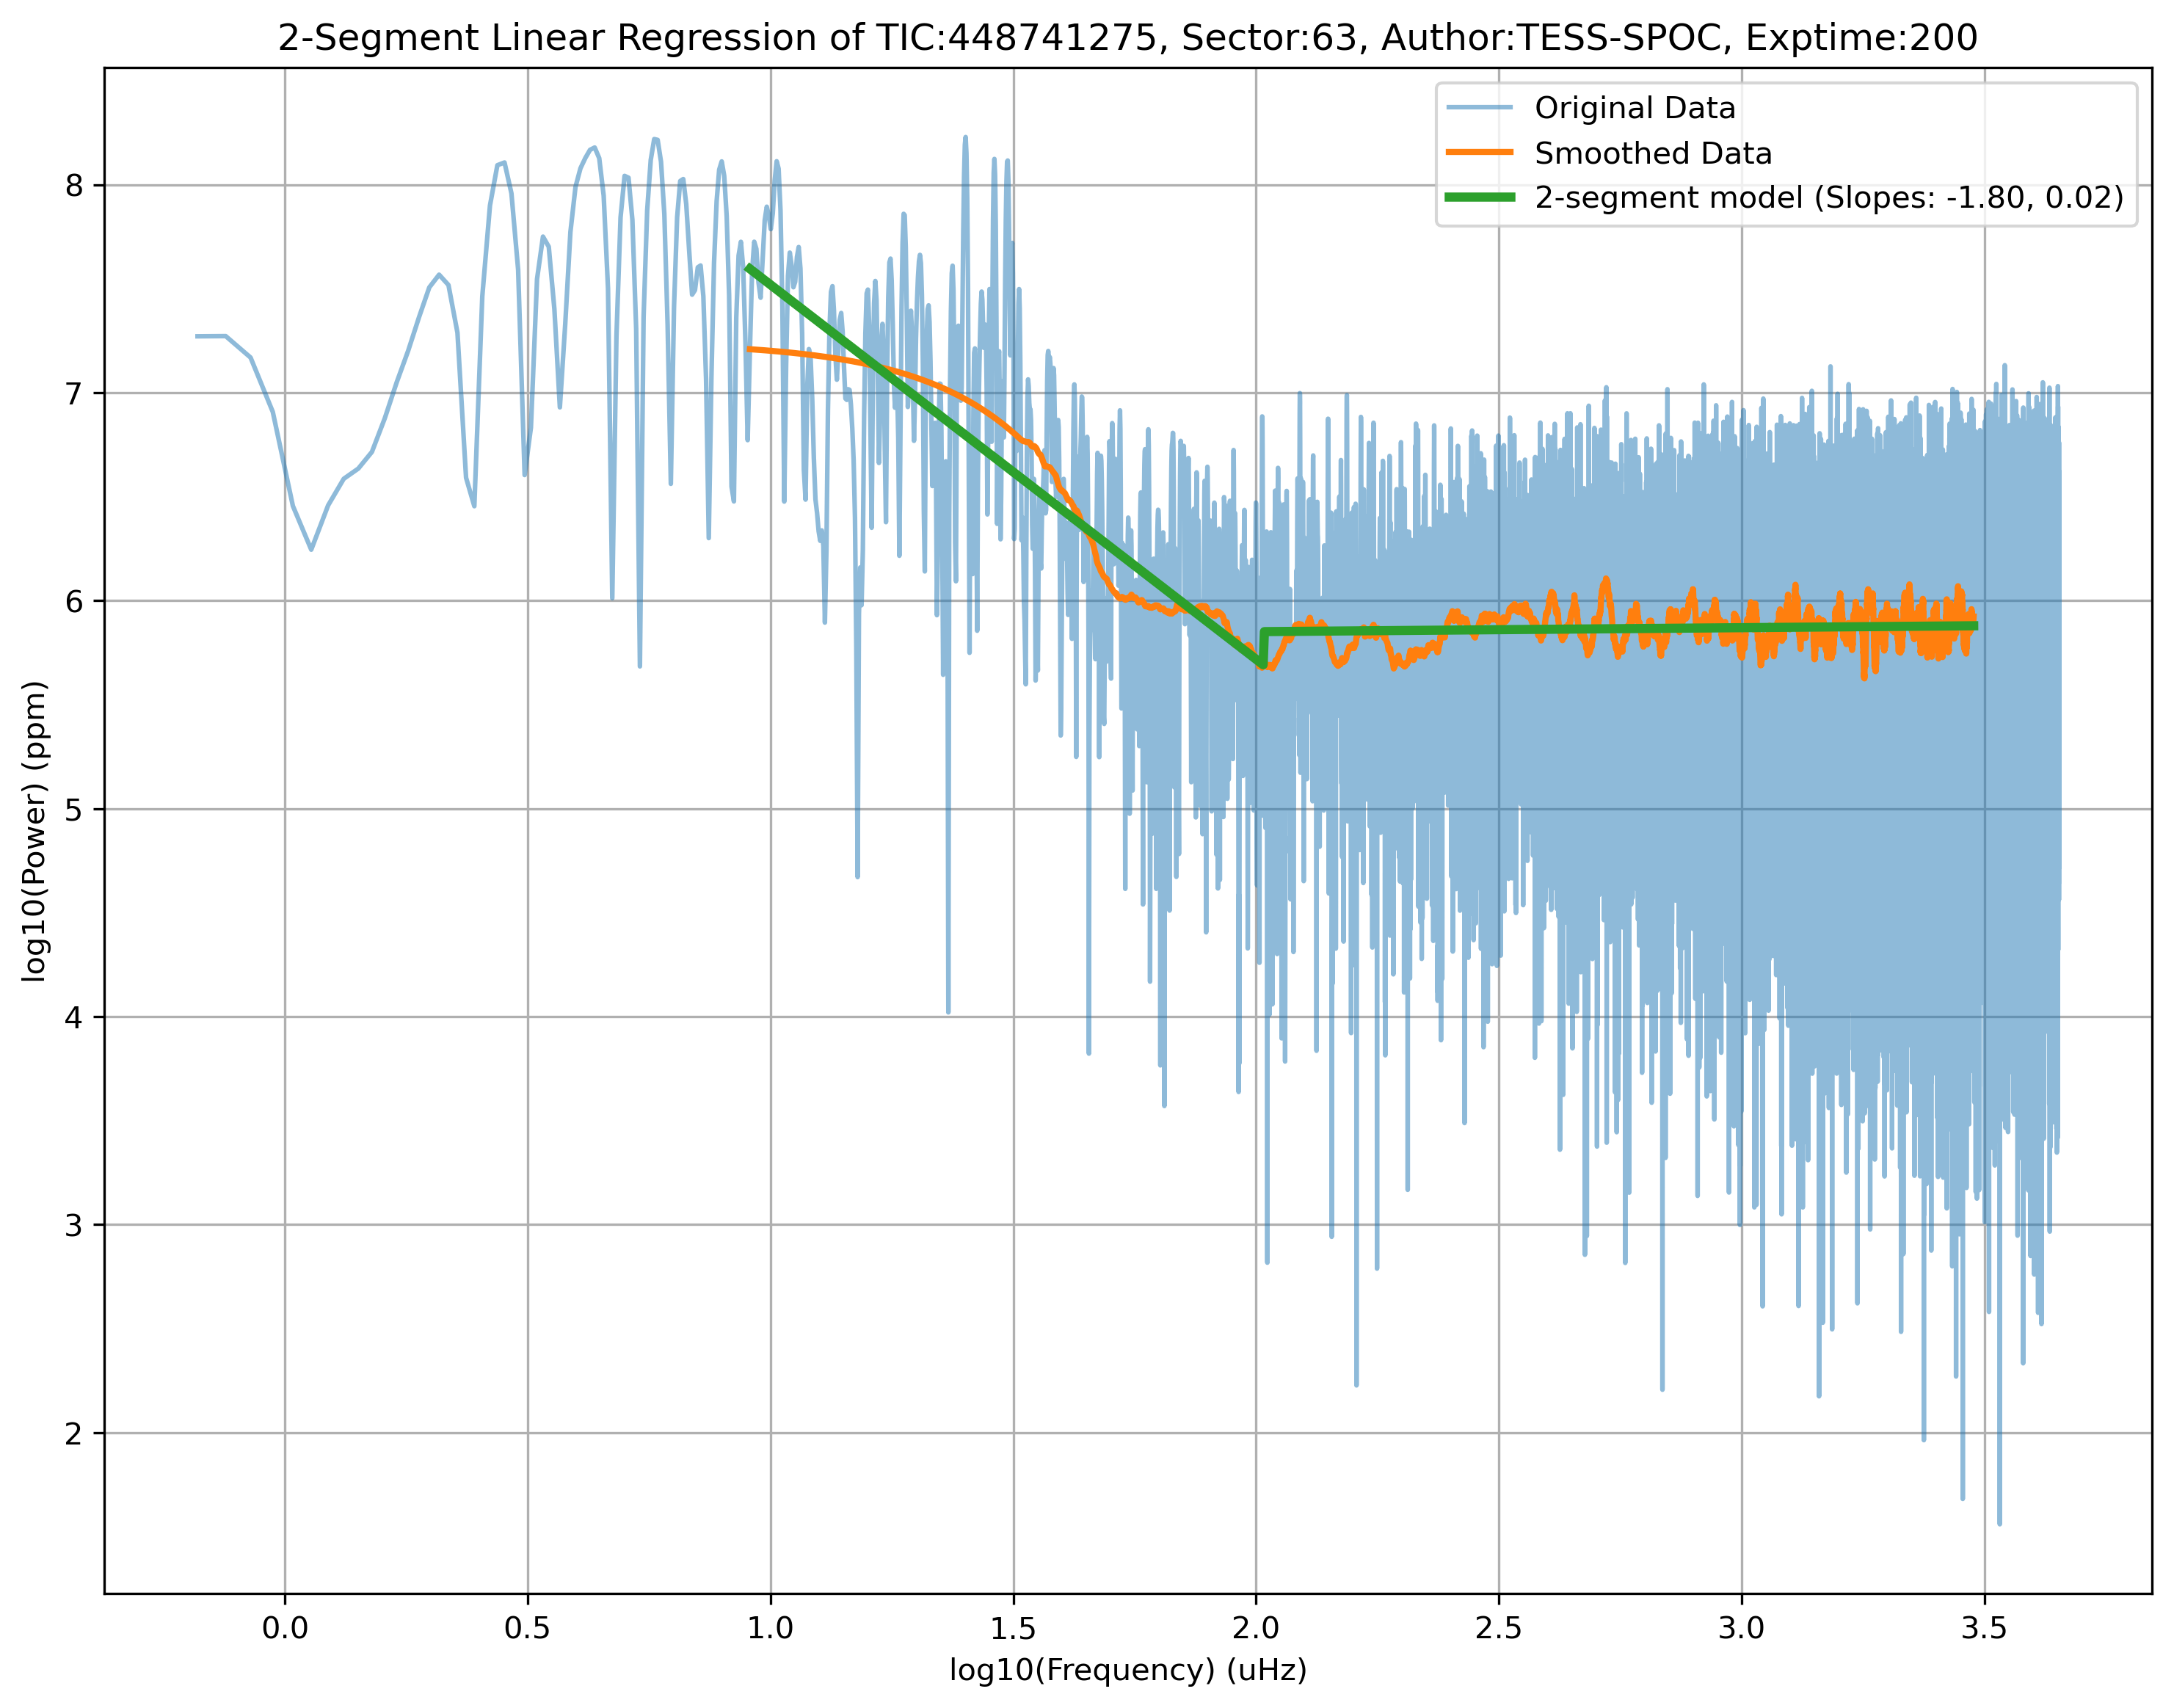 2-Segment Linear Regression of TIC:448741275, Sector:63, Author:TESS-SPOC, Exptime:200
Original Data
Smoothed Data
2-segment model (Slopes: -1.80, 0.02)
log10(Power) (ppm)
8
7
6
5
4
3
2
0.0 0.5 1.0 1.5 2.0 2.5 3.0 3.5
log10(Frequency) (uHz)